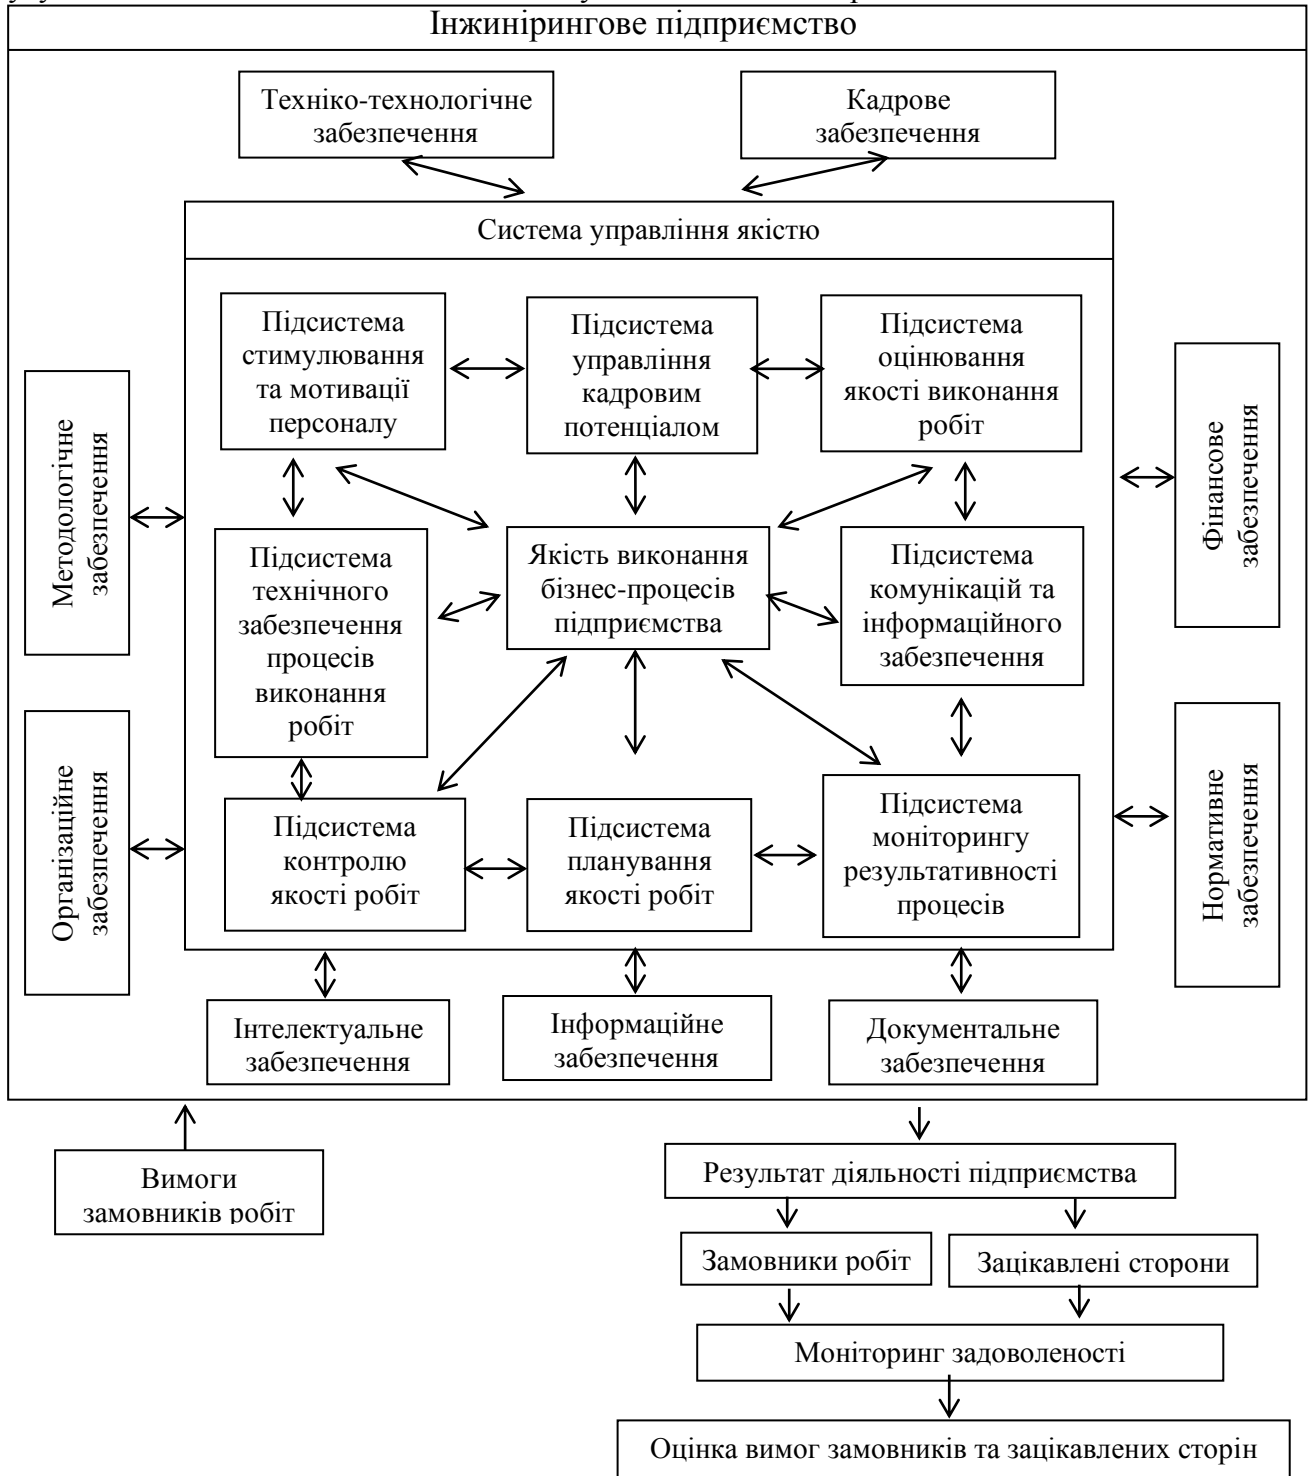 Інжинірингове підприємство
Техніко-технологічне
забезпечення
Кадрове
забезпечення
Система управління якістю
Підсистема
стимулювання
та мотивації
персоналу
Підсистема
управління
кадровим
потенціалом
Підсистема
оцінювання
якості виконання
робіт
Методологічне
забезпечення
Фінансове
забезпечення
Підсистема
технічного
забезпечення
процесів
виконання
робіт
Якість виконання
бізнес-процесів
підприємства
Підсистема
комунікацій та
інформаційного
забезпечення
Організаційне
забезпечення
Нормативне
забезпечення
Підсистема
контролю
якості робіт
Підсистема
планування
якості робіт
Підсистема
моніторингу
результативності
процесів
Інтелектуальне
забезпечення
Інформаційне
забезпечення
Документальне
забезпечення
Вимоги
замовників робіт
Результат діяльності підприємства
Замовники робіт
Зацікавлені сторони
Моніторинг задоволеності
Оцінка вимог замовників та зацікавлених сторін